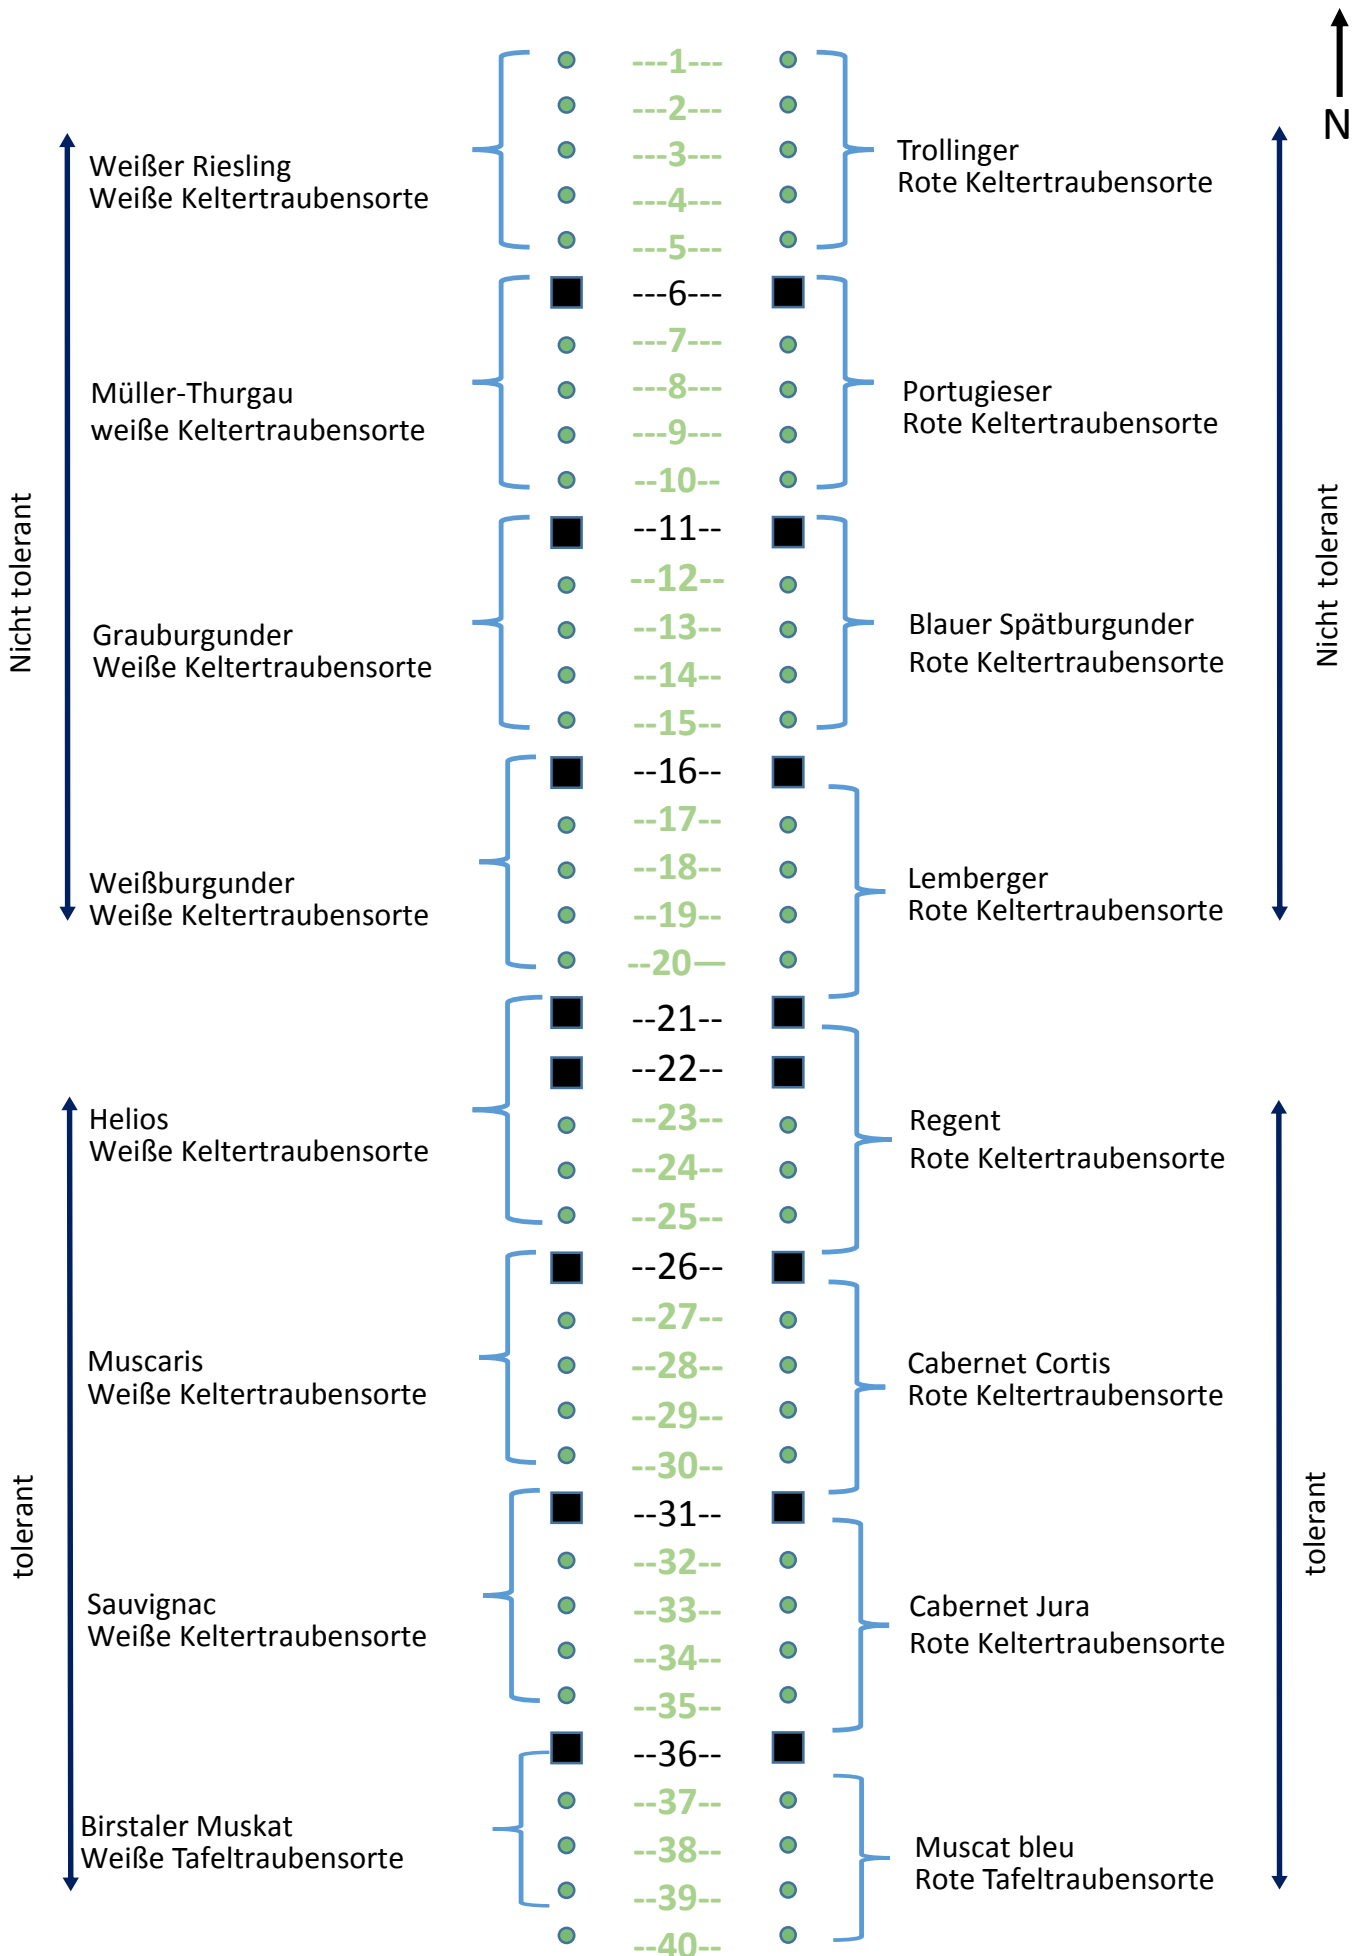 N
---1---
---2---
---3---
---4---
---5---
---6---
---7---
---8---
---9---
--10--
--11--
--12--
--13--
--14--
--15--
--16--
--17--
--18--
--19--
--20—
--21--
--22--
--23--
--24--
--25--
--26--
--27--
--28--
--29--
--30--
--31--
--32--
--33--
--34--
--35--
--36--
--37--
--38--
--39--
--40--
Nicht tolerant
Weißer Riesling
Weiße Keltertraubensorte
Müller-Thurgau
weiße Keltertraubensorte
Grauburgunder
Weiße Keltertraubensorte
Weißburgunder
Weiße Keltertraubensorte
tolerant
Helios
Weiße Keltertraubensorte
Muscaris
Weiße Keltertraubensorte
Sauvignac
Weiße Keltertraubensorte
Birstaler Muskat
Weiße Tafeltraubensorte
Trollinger
Rote Keltertraubensorte
Portugieser
Rote Keltertraubensorte
Blauer Spätburgunder
Rote Keltertraubensorte
Lemberger
Rote Keltertraubensorte
Nicht tolerant
Regent
Rote Keltertraubensorte
Cabernet Cortis
Rote Keltertraubensorte
Cabernet Jura
Rote Keltertraubensorte
Muscat bleu
Rote Tafeltraubensorte
tolerant